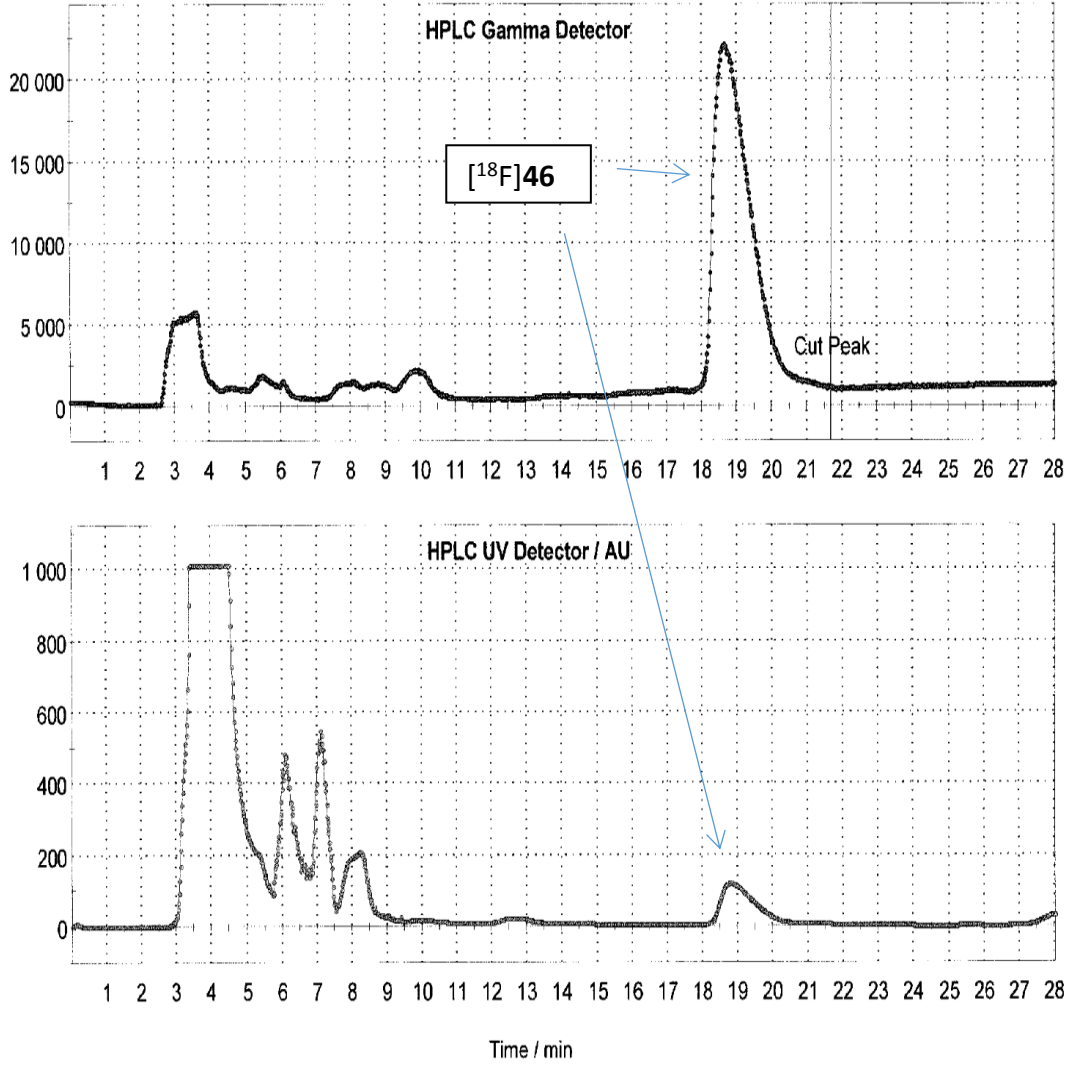 HPLC Gamma Detector
20 000
15 000
[¹⁸F]46
10 000
5 000
Cut Peak
0
1 2 3 4 5 6 7 8 9 10 11 12 13 14 15 16 17 18 19 20 21 22 23 24 25 26 27 28
HPLC UV Detector / AU
1 000
800
600
400
200
0
1 2 3 4 5 6 7 8 9 10 11 12 13 14 15 16 17 18 19 20 21 22 23 24 25 26 27 28
Time / min